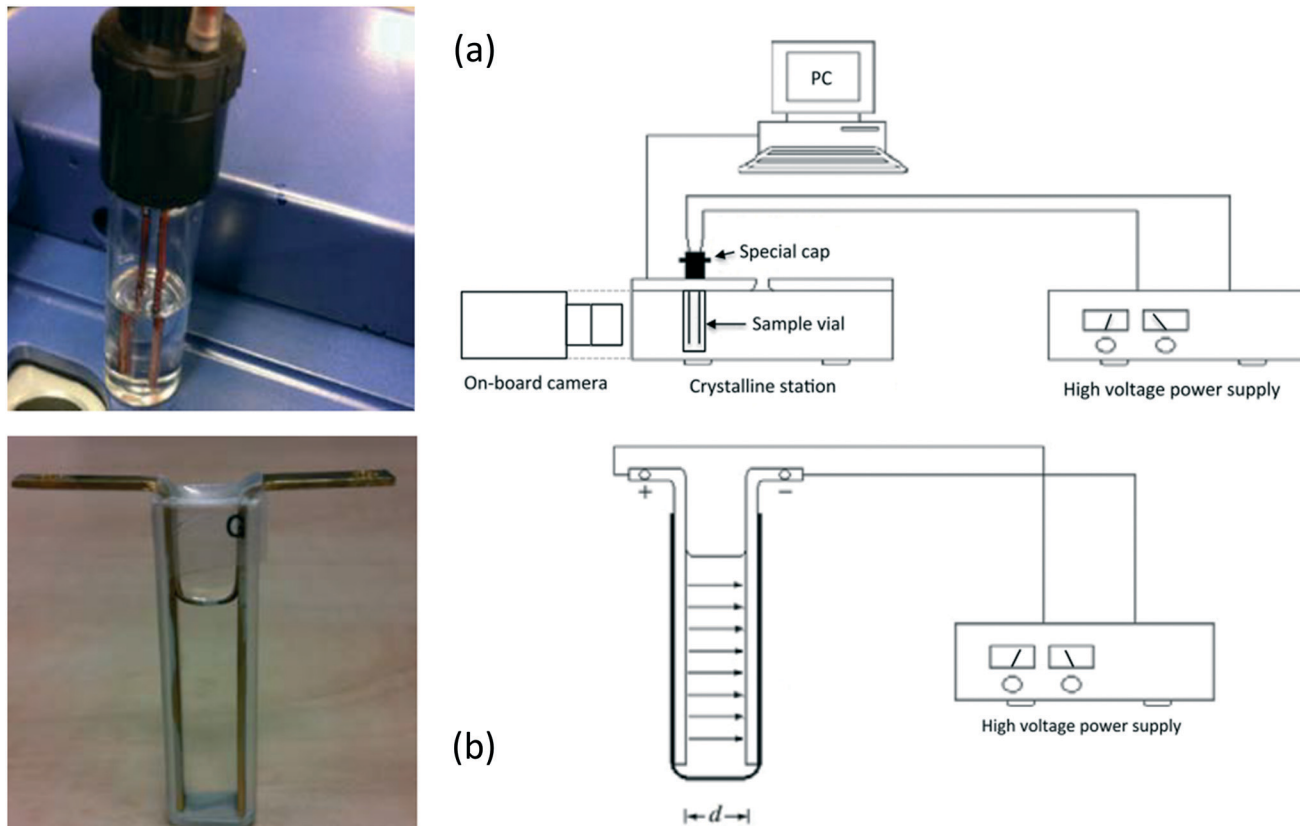 (a)
PC
Special cap
Sample vial
On-board camera
Crystalline station
High voltage power supply
G
+
−
High voltage power supply
(b)
d